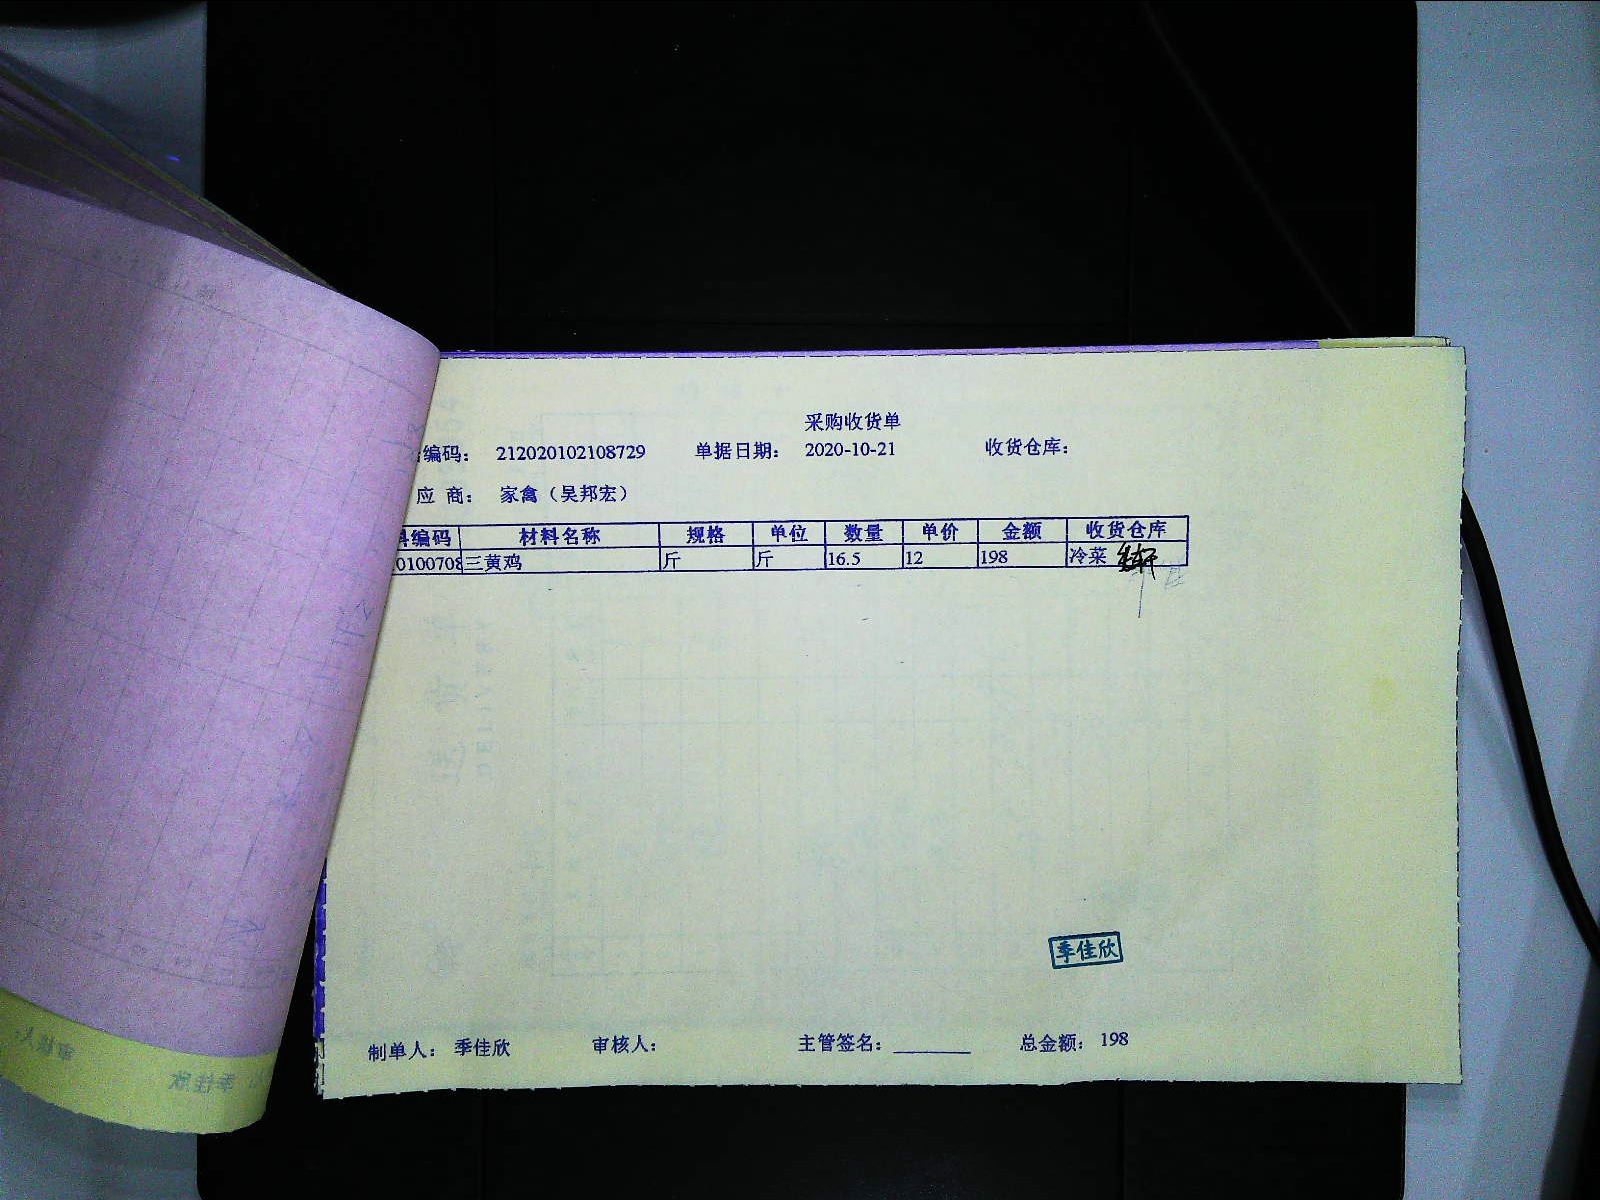 采购收货单
编码： 212020102108729 单据日期： 2020-10-21 收货仓库：
应 商： 家禽（吴邦宏）
编码 材料名称 规格 单位 数量 单价 金额 收货仓库
0100708 三黄鸡 斤 斤 16.5 12 198 冷菜
季佳欣
制单人： 季佳欣 审核人： 主管签名：________ 总金额： 198